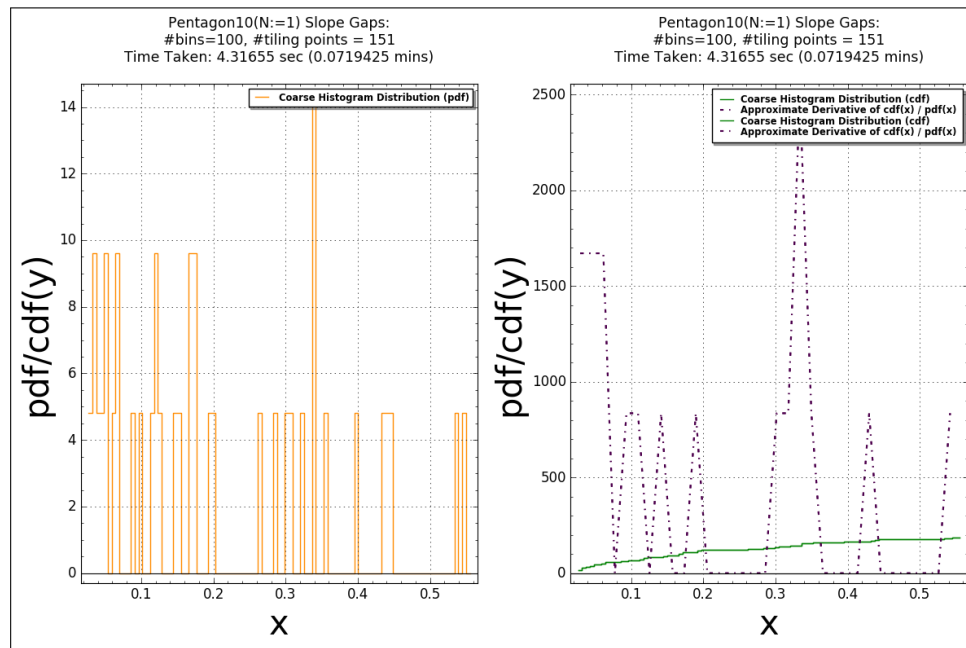 Pentagon10(N:=1) Slope Gaps:
#bins=100, #tiling points = 151
Time Taken: 4.31655 sec (0.0719425 mins)
Coarse Histogram Distribution (pdf)
14
12
10
8
6
4
2
0
0.1 0.2 0.3 0.4 0.5
pdf/cdf(y)
x
Pentagon10(N:=1) Slope Gaps:
#bins=100, #tiling points = 151
Time Taken: 4.31655 sec (0.0719425 mins)
Coarse Histogram Distribution (cdf)
Approximate Derivative of cdf(x) / pdf(x)
Coarse Histogram Distribution (cdf)
Approximate Derivative of cdf(x) / pdf(x)
2500
2000
1500
1000
500
0
0.1 0.2 0.3 0.4 0.5
pdf/cdf(y)
x